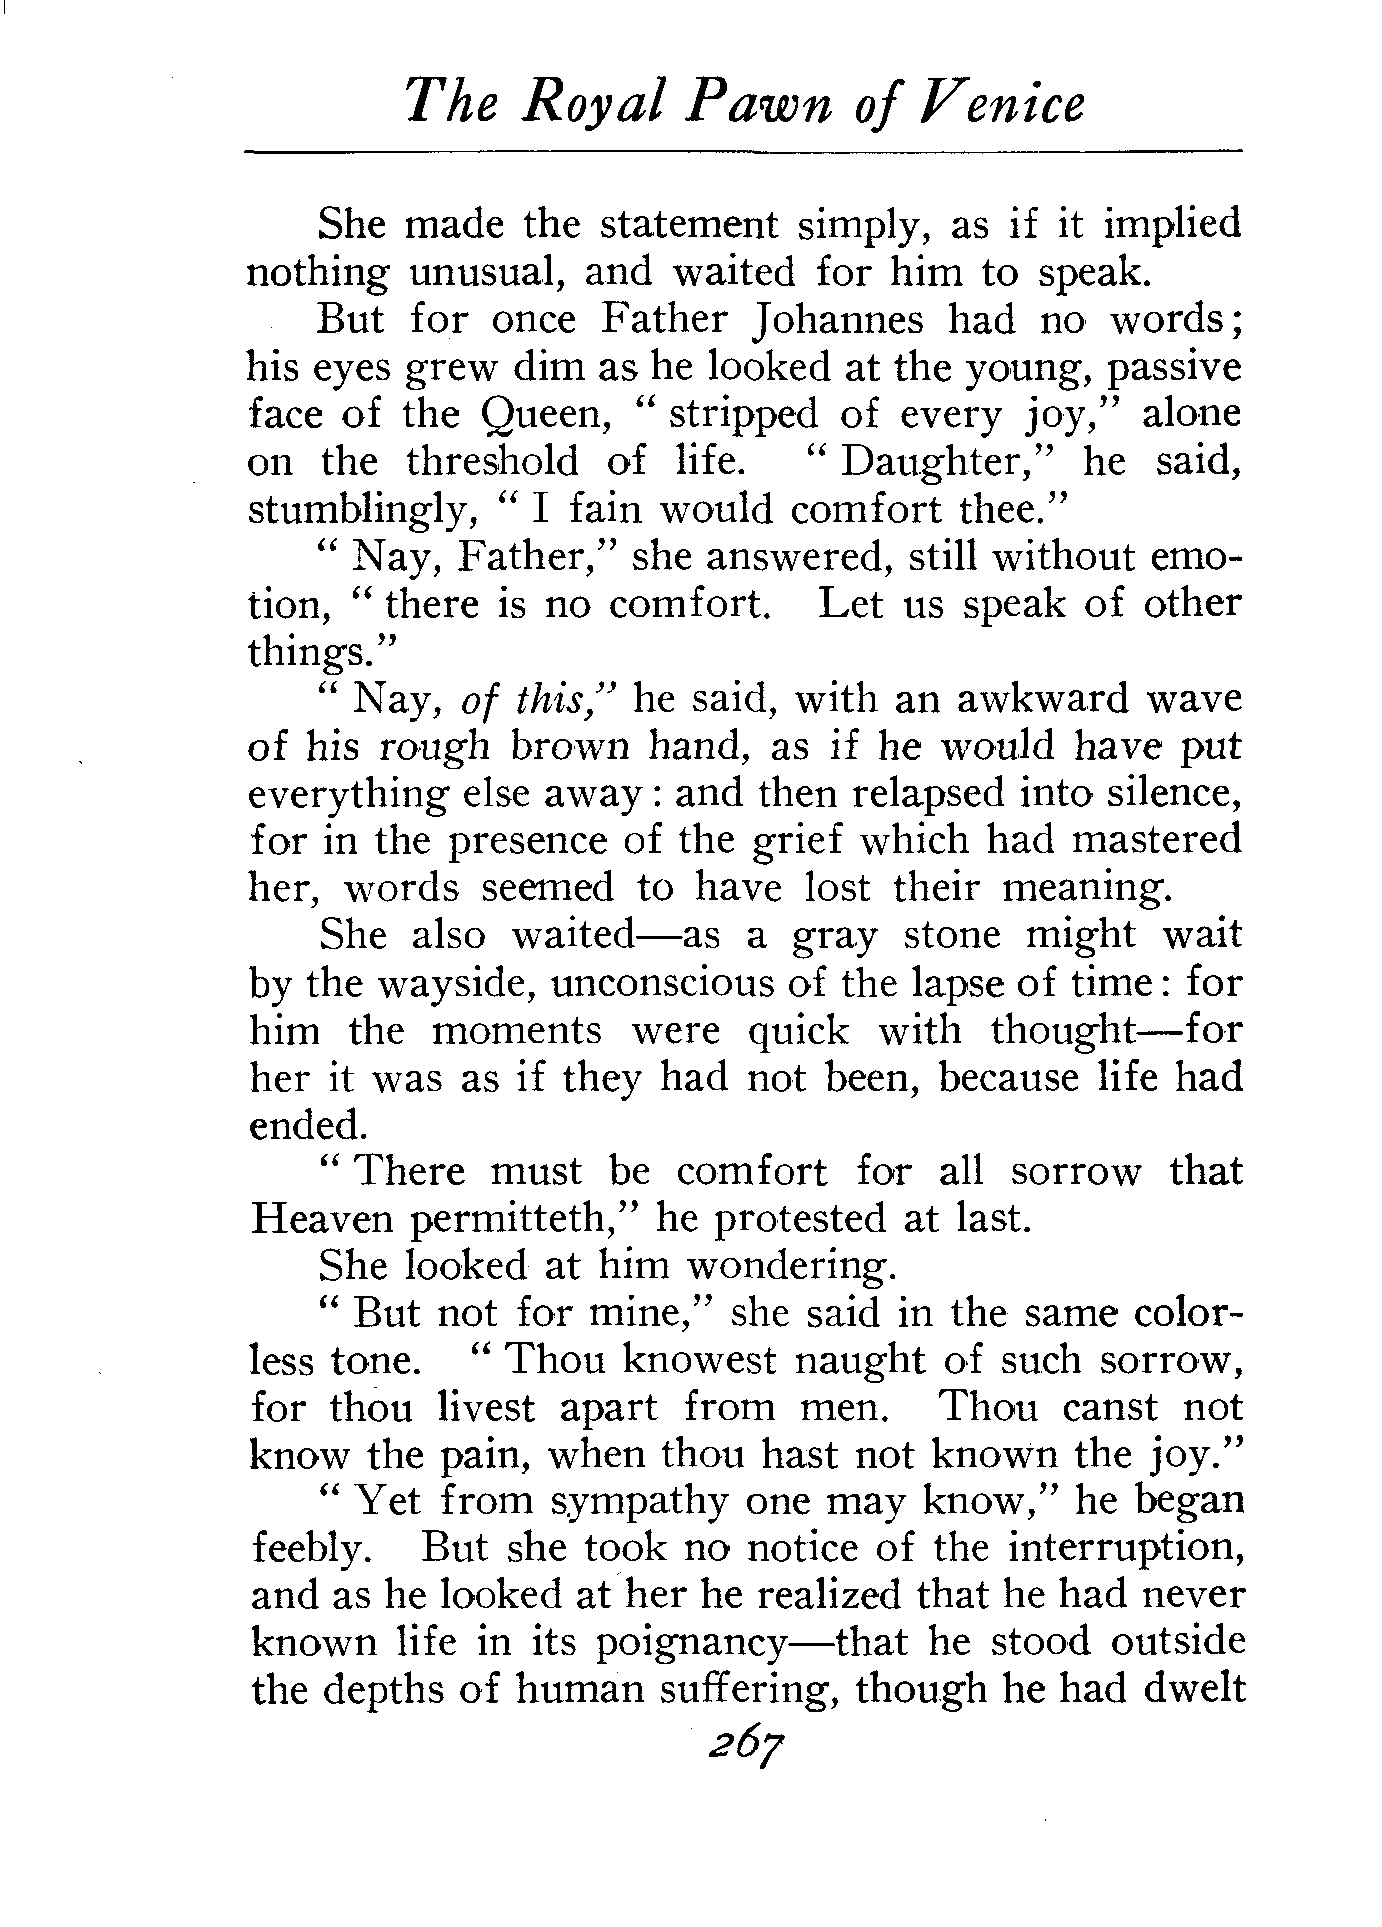 The Royal Pawn of Venice
She made the statement simply, as if it implied
nothing unusual, and waited for him to speak.
But for once Father Johannes had no words;
his eyes grew dim as he looked at the young, passive
face of the Queen, “ stripped of every joy,” alone
on the threshold of life. “ Daughter,” he said,
stumblingly, “ I fain would comfort thee.”
“ Nay, Father,” she answered, still without emo-
tion, “ there is no comfort. Let us speak of other
things.”
“ Nay, of this,” he said, with an awkward wave
of his rough brown hand, as if he would have put
everything else away : and then relapsed into silence,
for in the presence of the grief which had mastered
her, words seemed to have lost their meaning.
She also waited—as a gray stone might wait
by the wayside, unconscious of the lapse of time : for
him the moments were quick with thought—for
her it was as if they had not been, because life had
ended.
“ There must be comfort for all sorrow that
Heaven permitteth,” he protested at last.
She looked at him wondering.
“ But not for mine,” she said in the same color-
less tone. “ Thou knowest naught of such sorrow,
for thou livest apart from men. Thou canst not
know the pain, when thou hast not known the joy.”
“ Yet from sympathy one may know,” he began
feebly. But she took no notice of the interruption,
and as he looked at her he realized that he had never
known life in its poignancy—that he stood outside
the depths of human suffering, though he had dwelt
267